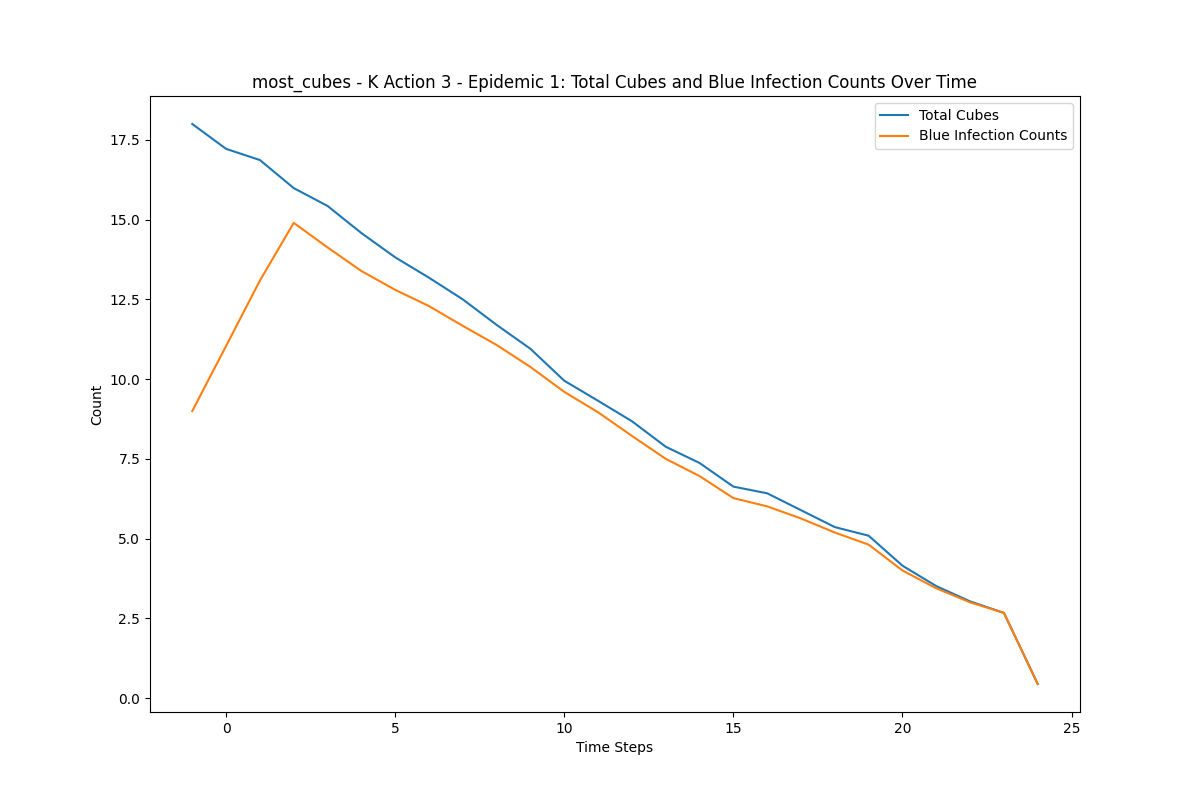 most_cubes - K Action 3 - Epidemic 1: Total Cubes and Blue Infection Counts Over Time
Total Cubes
Blue Infection Counts
17.5
15.0
12.5
10.0
7.5
5.0
2.5
0.0
Count
0 5 10 15 20 25
Time Steps